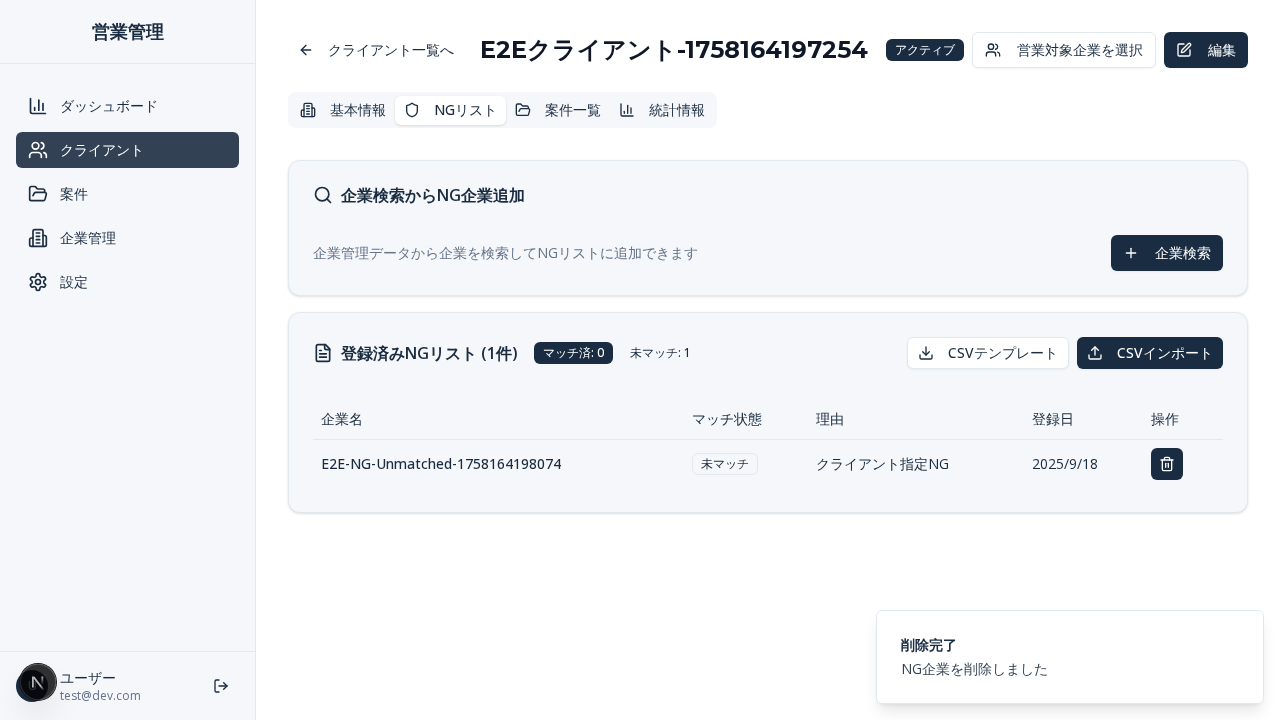 営業管理
ダッシュボード
クライアント
案件
企業管理
設定
N
ユーザー
test@dev.com
クライアント一覧へ
E2Eクライアント-1758164197254
アクティブ
営業対象企業を選択
編集
基本情報
NGリスト
案件一覧
統計情報
企業検索からNG企業追加
企業管理データから企業を検索してNGリストに追加できます
企業検索
登録済みNGリスト (1件)
マッチ済: 0
未マッチ: 1
CSVテンプレート
CSVインポート
企業名 マッチ状態 理由 登録日 操作
E2E-NG-Unmatched-1758164198074 未マッチ クライアント指定NG 2025/9/18
削除完了
NG企業を削除しました